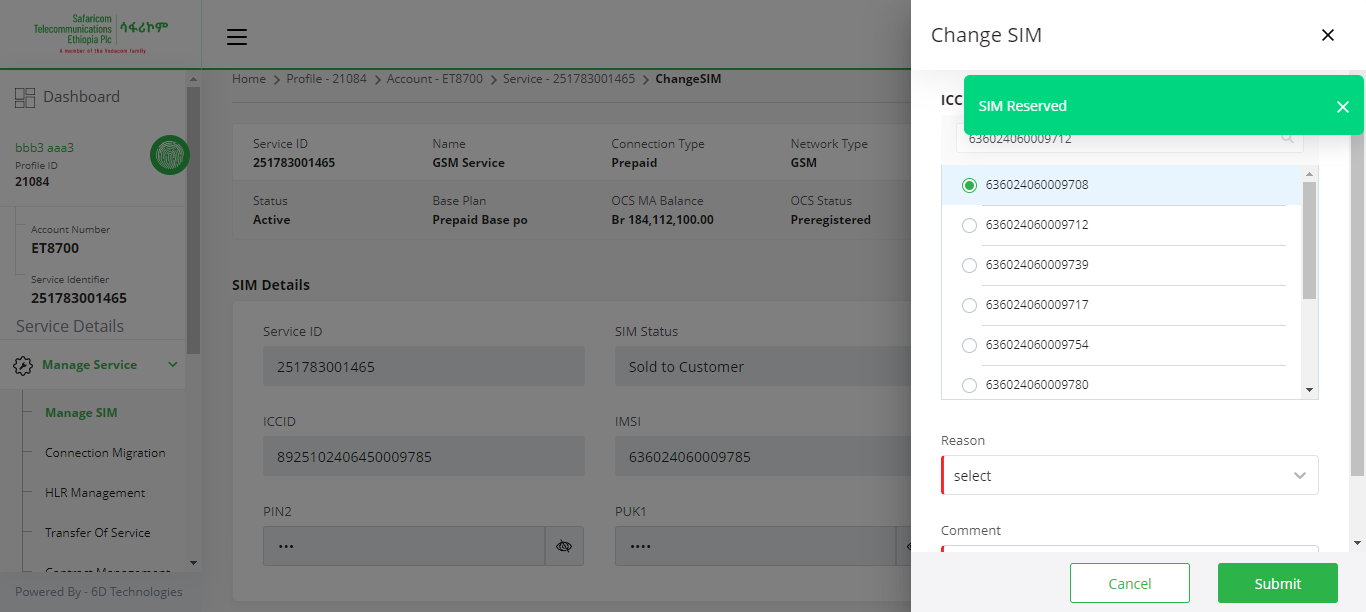 Safaricom
Telecommunications
Ethiopia Plc
ሳፋሪኮም
A member of the Vodacom family
Dashboard
bbb3 aaa3
Profile ID
21084
Account Number
ET8700
Service Identifier
251783001465
Service Details
Manage Service
Manage SIM
Connection Migration
HLR Management
Transfer Of Service
Contract Management
Powered By - 6D Technologies
Home > Profile - 21084 > Account - ET8700 > Service - 251783001465 > ChangeSIM
Service ID
251783001465
Name
GSM Service
Connection Type
Prepaid
Network Type
GSM
Status
Active
Base Plan
Prepaid Base po
OCS MA Balance
Br 184,112,100.00
OCS Status
Preregistered
SIM Details
Service ID
251783001465
SIM Status
Sold to Customer
ICCID
8925102406450009785
IMSI
636024060009785
PIN2
•••
PUK1
••••
Change SIM
SIM Reserved
ICC
636024060009712
636024060009708
636024060009712
636024060009739
636024060009717
636024060009754
636024060009780
Reason
select
Comment
Cancel
Submit